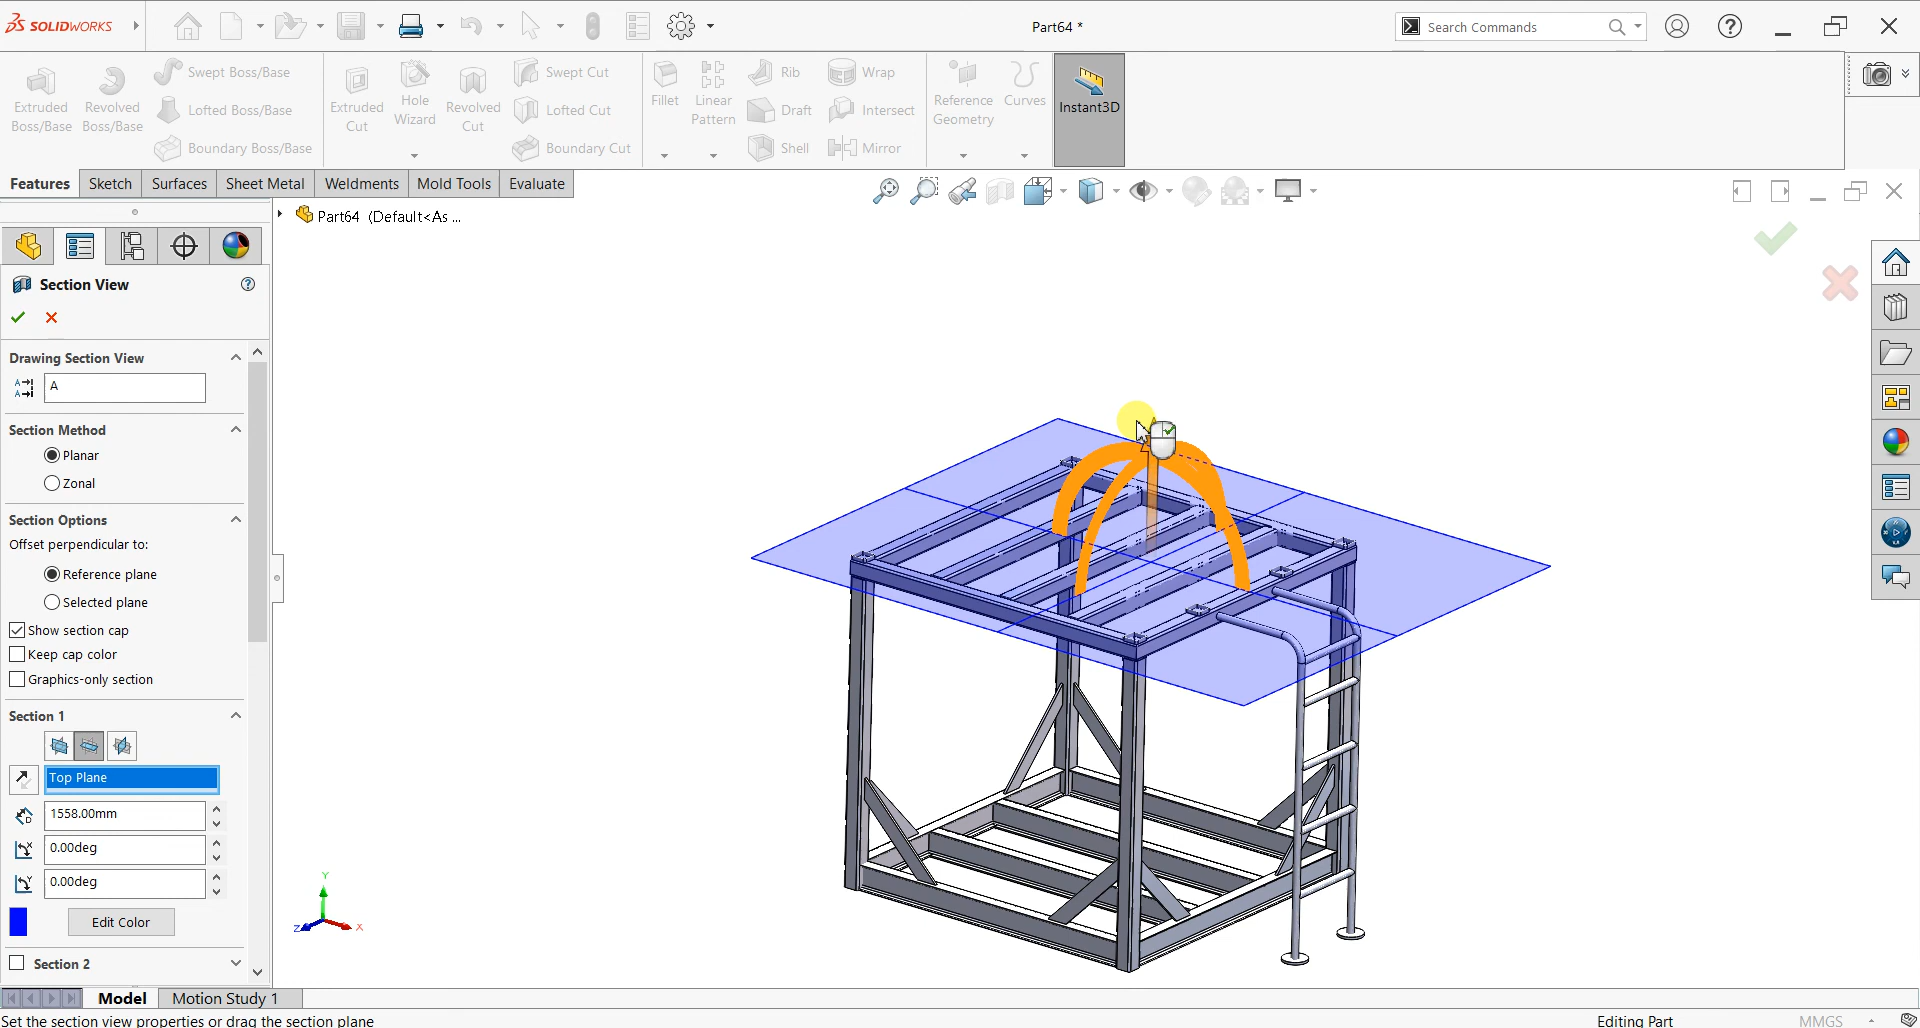 SOLIDWORKS
Part64 *
Search Commands
Extruded Boss/Base
Revolved Boss/Base
Swept Boss/Base
Lofted Boss/Base
Boundary Boss/Base
Extruded Cut
Hole Wizard
Revolved Cut
Swept Cut
Lofted Cut
Boundary Cut
Fillet
Linear Pattern
Rib
Draft
Shell
Wrap
Intersect
Mirror
Reference Geometry
Curves
Instant3D
Features
Sketch
Surfaces
Sheet Metal
Weldments
Mold Tools
Evaluate
Part64 (Default<As ...
Section View
Drawing Section View
A
Section Method
Planar
Zonal
Section Options
Offset perpendicular to:
Reference plane
Selected plane
Show section cap
Keep cap color
Graphics-only section
Section 1
Top Plane
1558.00mm
0.00deg
0.00deg
Edit Color
Section 2
Y
Z
X
Model
Motion Study 1
Set the section view properties or drag the section plane
Editing Part
MMGS